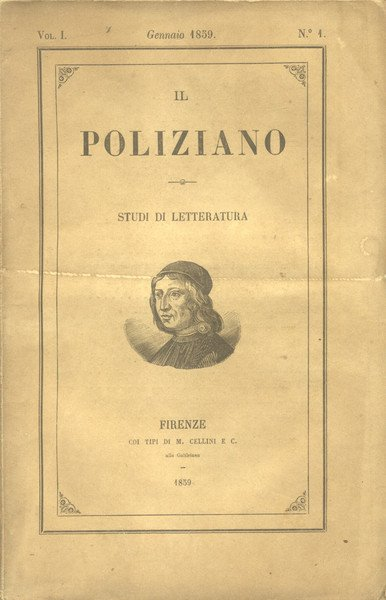 Vol. I.
Gennaio 1859.
N.º 1.
IL
POLIZIANO
STUDI DI LETTERATURA
FIRENZE
COI TIPI DI M. CELLINI E C.
alla Galileiana
1859